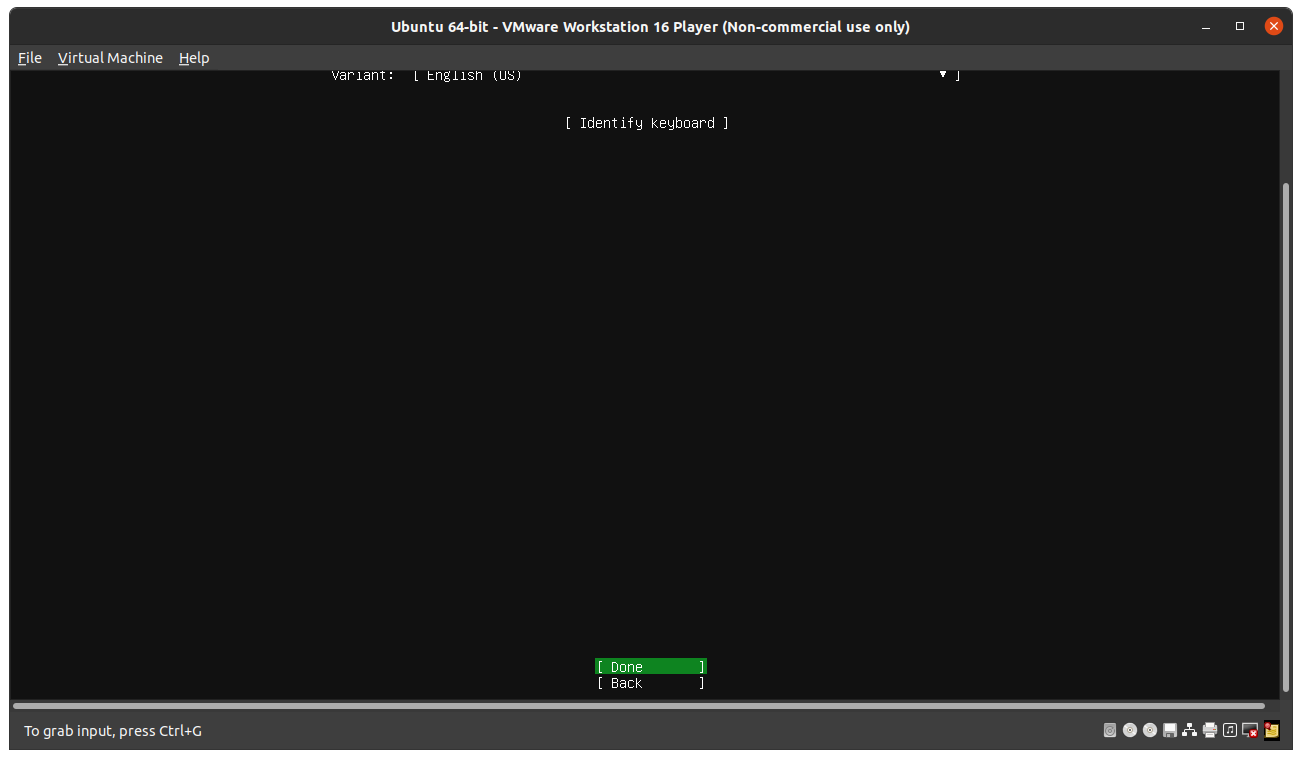 Ubuntu 64-bit - VMware Workstation 16 Player (Non-commercial use only)
File Virtual Machine Help
Variant: [ English (US) ▾ ]
[ Identify keyboard ]
[ Done ]
[ Back ]
To grab input, press Ctrl+G